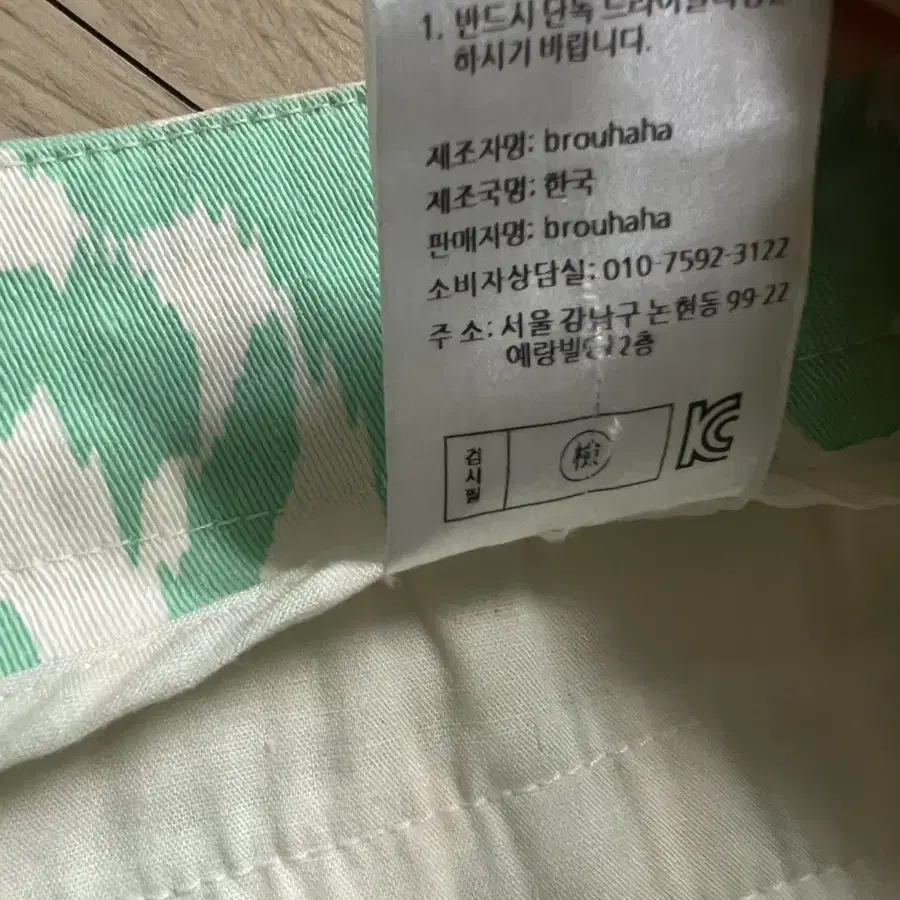 1. 반드시 단독 드라이클리닝
하시기 바랍니다.
제조자명: brouhaha
제조국명: 한국
판매자명: brouhaha
소비자상담실: 010-7592-3122
주 소: 서울 강남구 논현동 99-22
예랑빌딩 2층
검시필
檢
KC